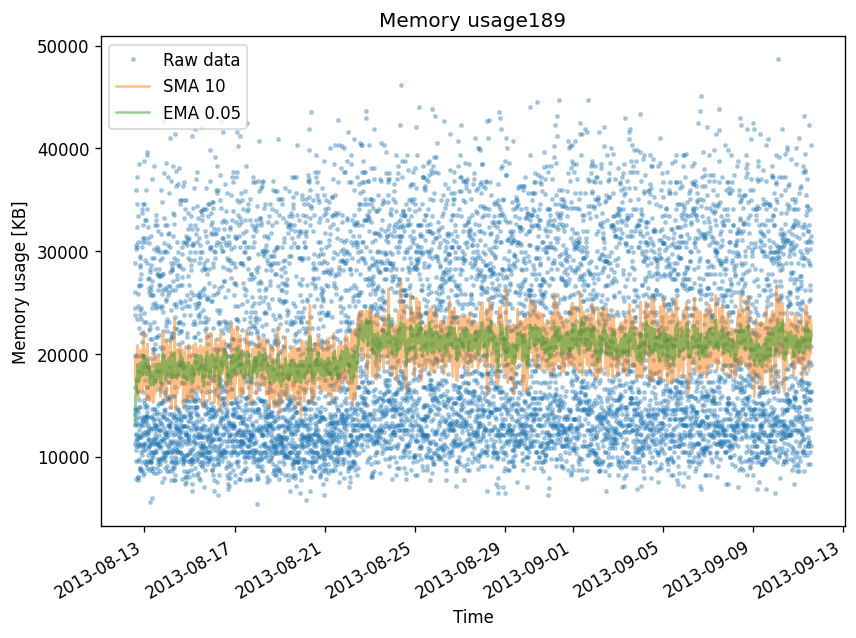 Memory usage189
Raw data
SMA 10
EMA 0.05
50000
40000
30000
20000
10000
Memory usage [KB]
2013-08-13
2013-08-17
2013-08-21
2013-08-25
2013-08-29
2013-09-01
2013-09-05
2013-09-09
2013-09-13
Time